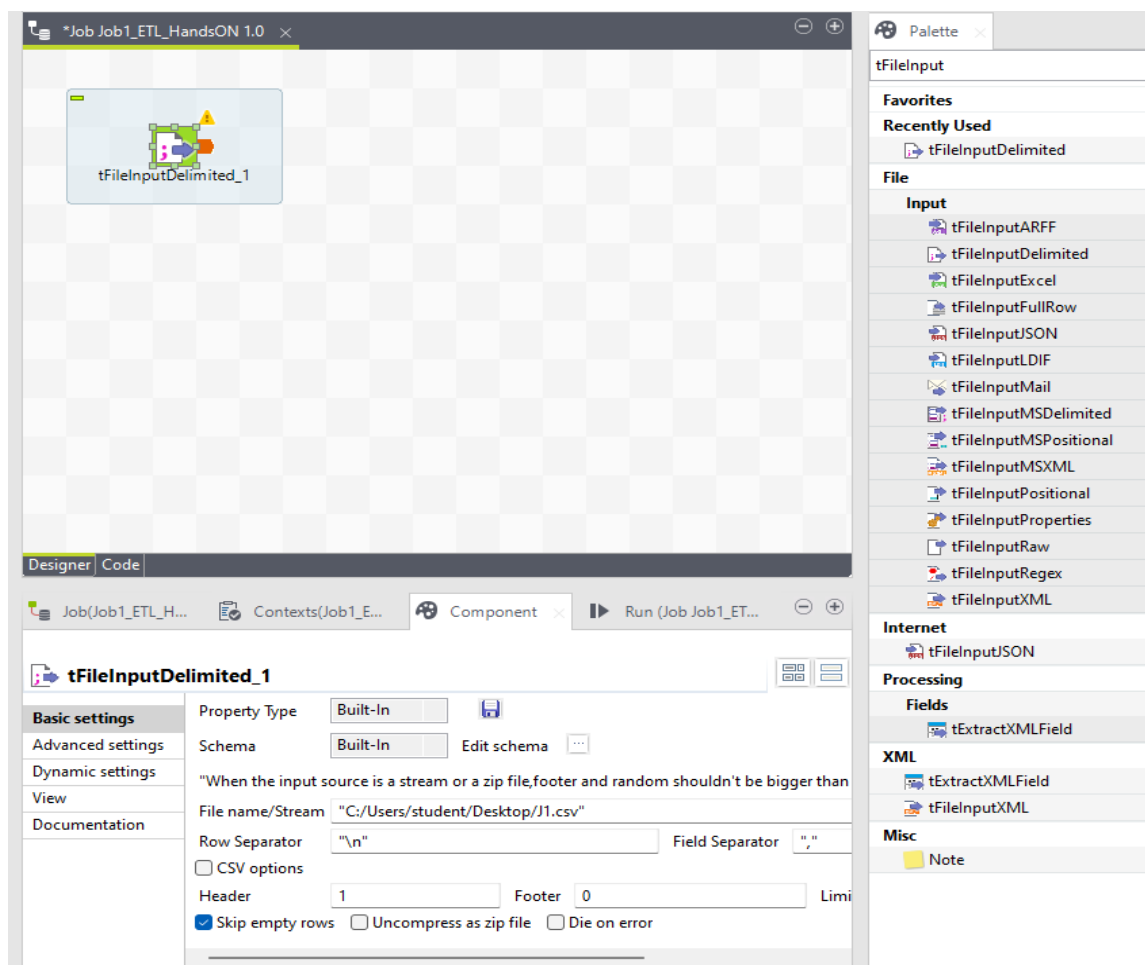 *Job Job1_ETL_HandsON 1.0
tFileInputDelimited_1
Designer
Code
Palette
tFileInput
Favorites
Recently Used
tFileInputDelimited
File
Input
tFileInputARFF
tFileInputDelimited
tFileInputExcel
tFileInputFullRow
tFileInputJSON
tFileInputLDIF
tFileInputMail
tFileInputMSDelimited
tFileInputMSPositional
tFileInputMSXML
tFileInputPositional
tFileInputProperties
tFileInputRaw
tFileInputRegex
tFileInputXML
Internet
tFileInputJSON
Processing
Fields
tExtractXMLField
XML
tExtractXMLField
tFileInputXML
Misc
Note
Job(Job1_ETL_H...
Contexts(Job1_E...
Component
Run (Job Job1_ET...
tFileInputDelimited_1
Basic settings
Advanced settings
Dynamic settings
View
Documentation
Property Type Built-In
Schema Built-In Edit schema ...
"When the input source is a stream or a zip file,footer and random shouldn't be bigger than
File name/Stream "C:/Users/student/Desktop/J1.csv"
Row Separator "\n" Field Separator ","
CSV options
Header 1 Footer 0 Limi
Skip empty rows Uncompress as zip file Die on error